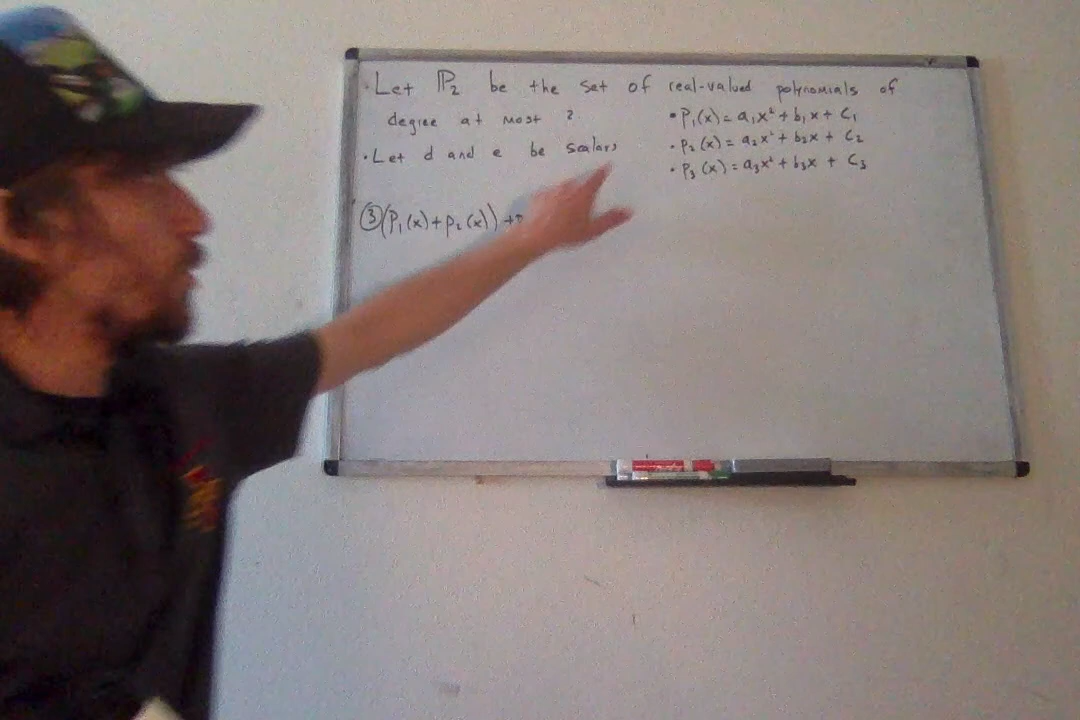 · Let ℙ₂ be the set of real-valued polynomials of
degree at most 2
· Let d and e be scalars
• P₁(x) = a₁x² + b₁x + C₁
• P₂(x) = a₂x² + b₂x + C₂
• P₃(x) = a₃x² + b₃x + C₃
③ (P₁(x) + P₂(x)) +